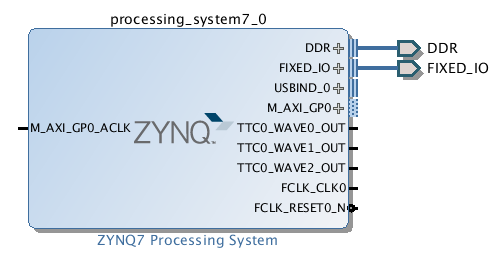 processing_system7_0
DDR
FIXED_IO
USBIND_0
M_AXI_GP0
M_AXI_GP0_ACLK
ZYNQ
TTC0_WAVE0_OUT
TTC0_WAVE1_OUT
TTC0_WAVE2_OUT
FCLK_CLK0
FCLK_RESET0_N
DDR
FIXED_IO
ZYNQ7 Processing System